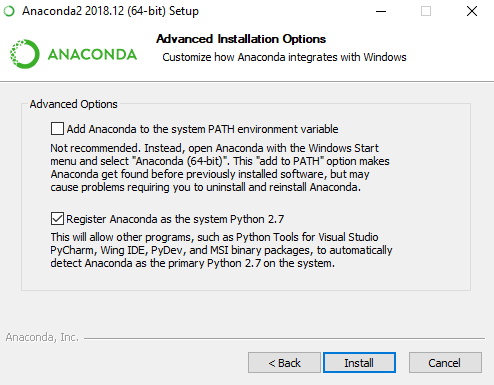 Anaconda2 2018.12 (64-bit) Setup
Advanced Installation Options
Customize how Anaconda integrates with Windows
ANACONDA
Advanced Options
Add Anaconda to the system PATH environment variable
Not recommended. Instead, open Anaconda with the Windows Start
menu and select "Anaconda (64-bit)". This "add to PATH" option makes
Anaconda get found before previously installed software, but may
cause problems requiring you to uninstall and reinstall Anaconda.
Register Anaconda as the system Python 2.7
This will allow other programs, such as Python Tools for Visual Studio
PyCharm, Wing IDE, PyDev, and MSI binary packages, to automatically
detect Anaconda as the primary Python 2.7 on the system.
Anaconda, Inc.
< Back Install Cancel